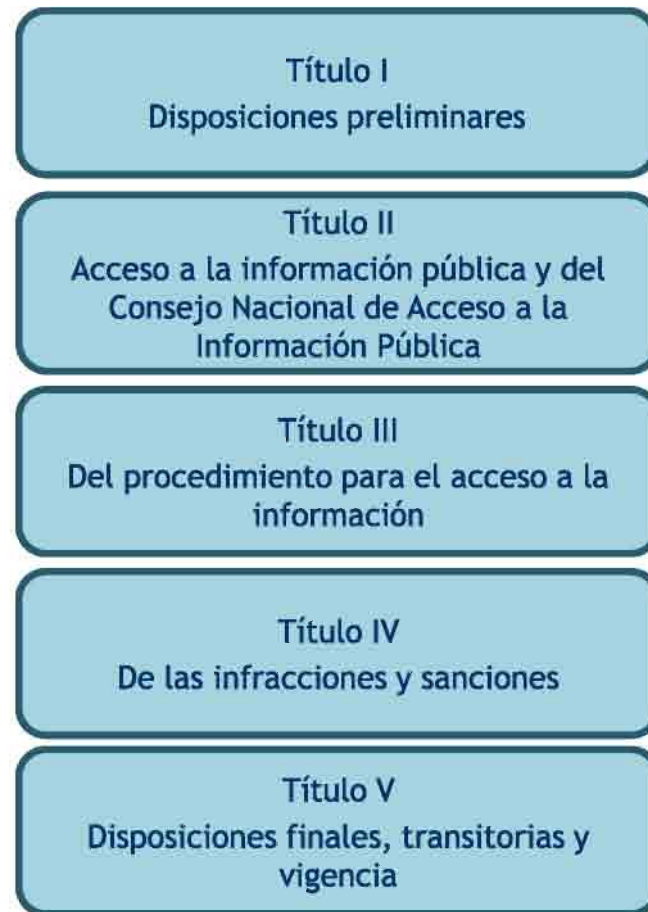 Título I
Disposiciones preliminares
Título II
Acceso a la información pública y del
Consejo Nacional de Acceso a la
Información Pública
Título III
Del procedimiento para el acceso a la
información
Título IV
De las infracciones y sanciones
Título V
Disposiciones finales, transitorias y
vigencia